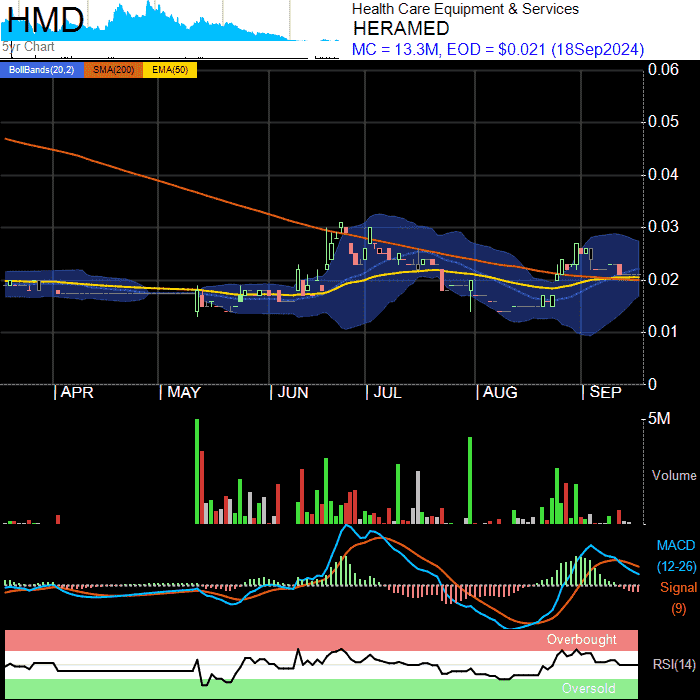 HMD
5yr Chart
Health Care Equipment & Services
HERAMED
MC = 13.3M, EOD = $0.021 (18Sep2024)
BollBands(20,2) SMA(200) EMA(50)
0.06
0.05
0.04
0.03
0.02
0.01
0
APR MAY JUN JUL AUG SEP
5M
Volume
MACD
(12-26)
Signal
(9)
Overbought
RSI(14)
Oversold